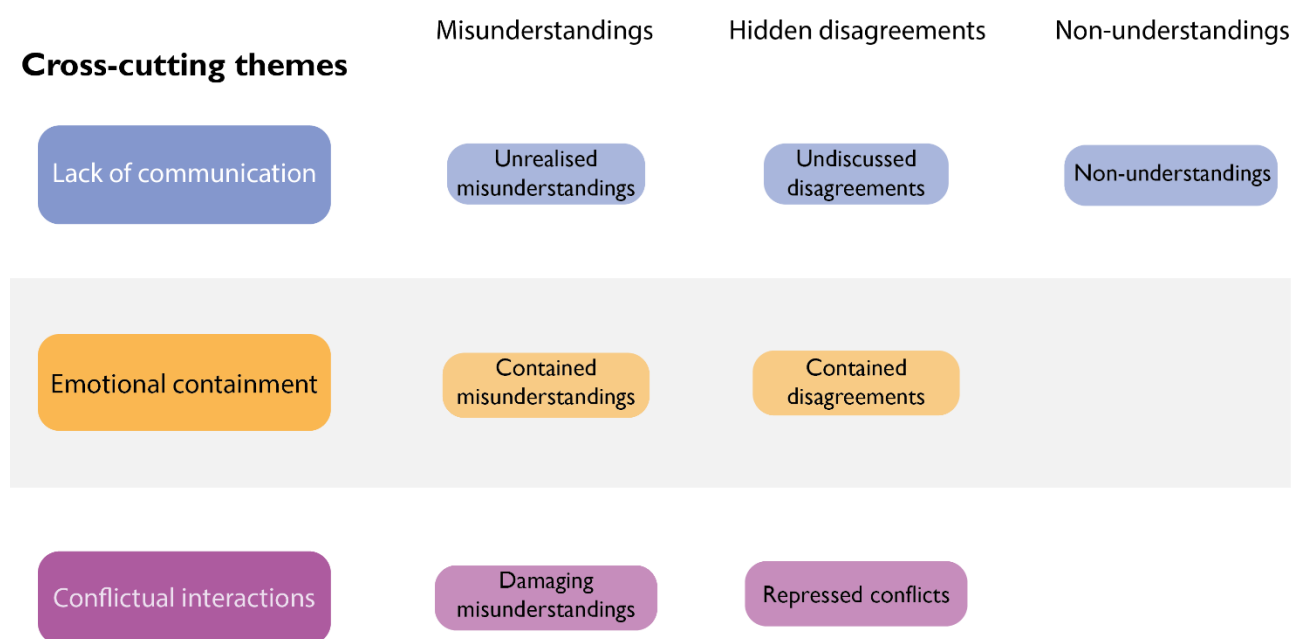 Misunderstandings Hidden disagreements Non-understandings
Cross-cutting themes
Lack of communication
Unrealised
misunderstandings
Undiscussed
disagreements
Non-understandings
Emotional containment
Contained
misunderstandings
Contained
disagreements
Conflictual interactions
Damaging
misunderstandings
Repressed conflicts